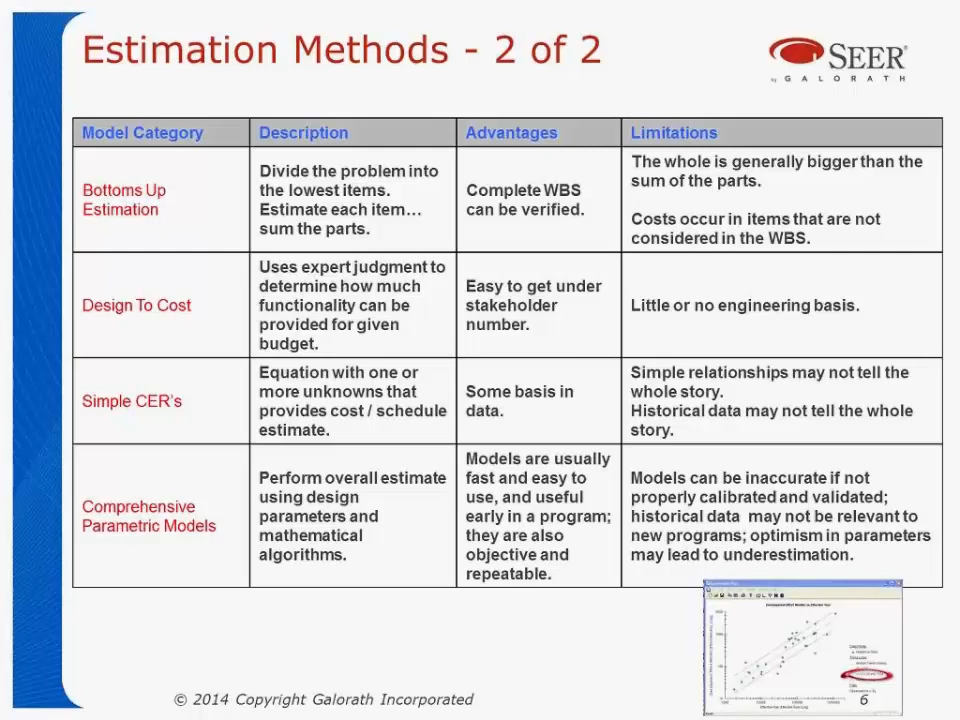 Estimation Methods - 2 of 2
SEER
by GALORATH
Model Category Description Advantages Limitations
Bottoms Up
Estimation
Divide the problem into
the lowest items.
Estimate each item…
sum the parts.
Complete WBS
can be verified.
The whole is generally bigger than the
sum of the parts.
Costs occur in items that are not
considered in the WBS.
Design To Cost
Uses expert judgment to
determine how much
functionality can be
provided for given
budget.
Easy to get under
stakeholder
number.
Little or no engineering basis.
Simple CER's
Equation with one or
more unknowns that
provides cost / schedule
estimate.
Some basis in
data.
Simple relationships may not tell the
whole story.
Historical data may not tell the whole
story.
Comprehensive
Parametric Models
Perform overall estimate
using design
parameters and
mathematical
algorithms.
Models are usually
fast and easy to
use, and useful
early in a program;
they are also
objective and
repeatable.
Models can be inaccurate if not
properly calibrated and validated;
historical data may not be relevant to
new programs; optimism in parameters
may lead to underestimation.
© 2014 Copyright Galorath Incorporated
6